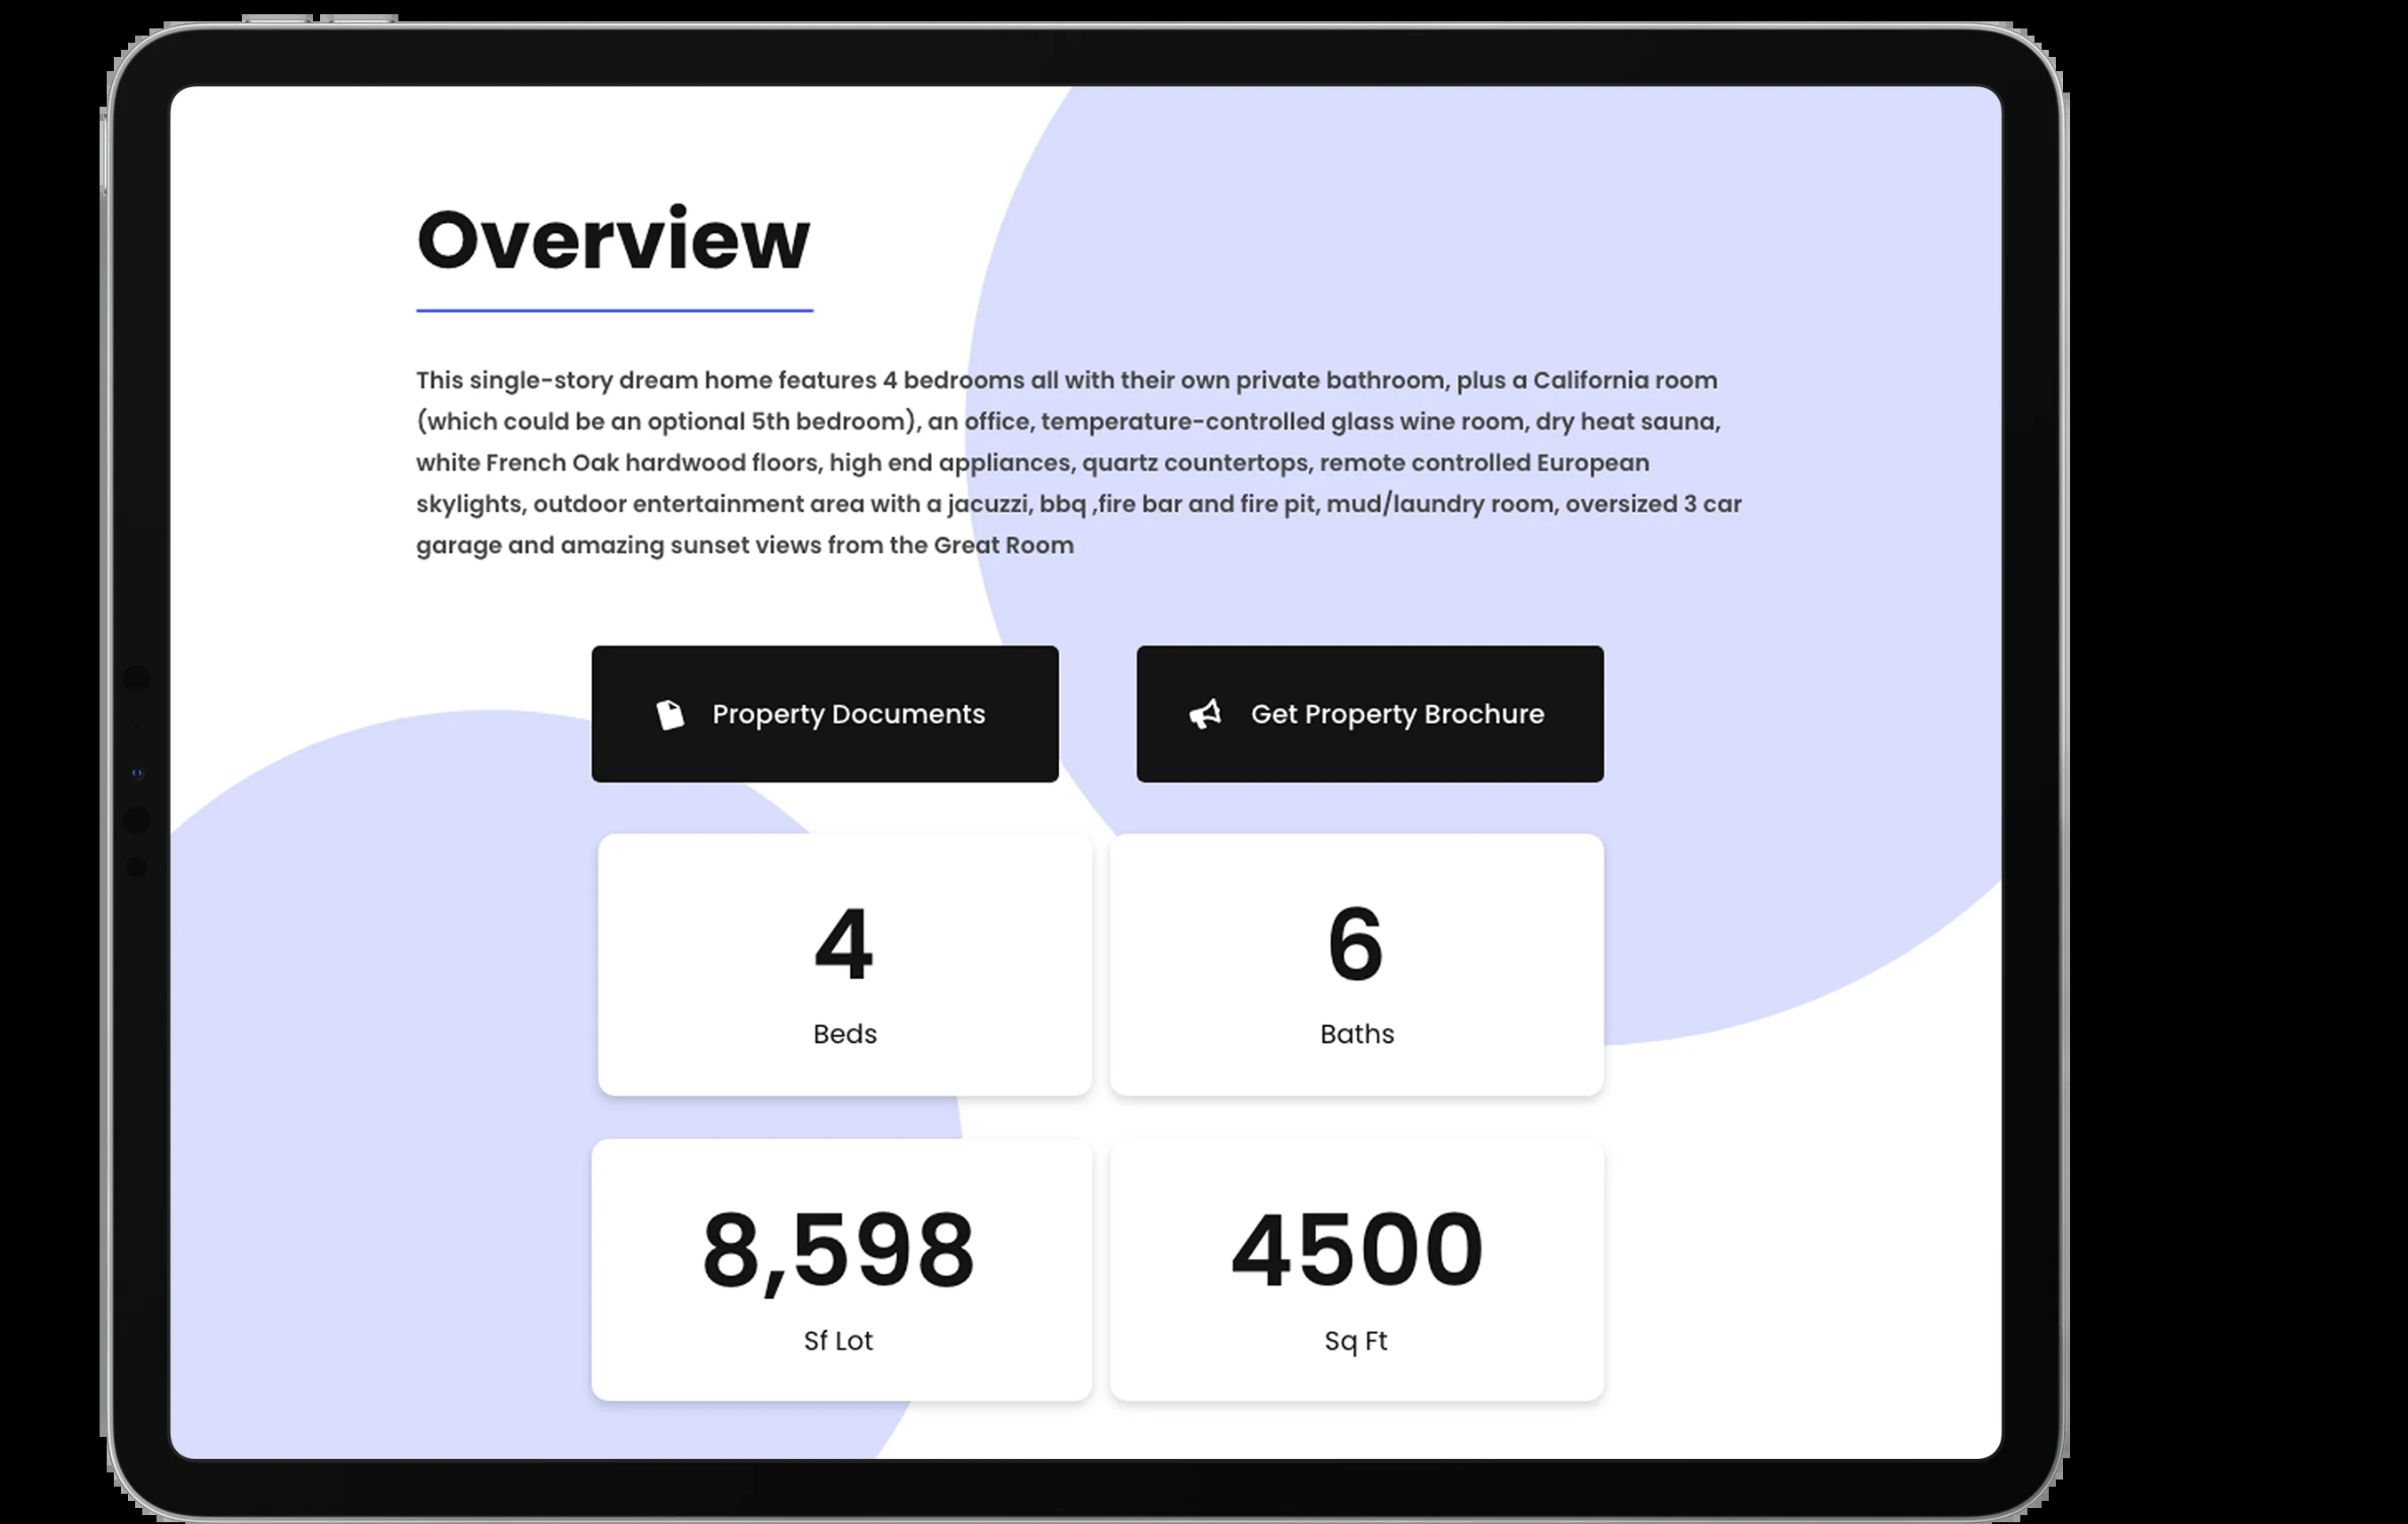 Overview
This single-story dream home features 4 bedrooms all with their own private bathroom, plus a California room
(which could be an optional 5th bedroom), an office, temperature-controlled glass wine room, dry heat sauna,
white French Oak hardwood floors, high end appliances, quartz countertops, remote controlled European
skylights, outdoor entertainment area with a jacuzzi, bbq ,fire bar and fire pit, mud/laundry room, oversized 3 car
garage and amazing sunset views from the Great Room
Property Documents
Get Property Brochure
4
Beds
6
Baths
8,598
Sf Lot
4500
Sq Ft